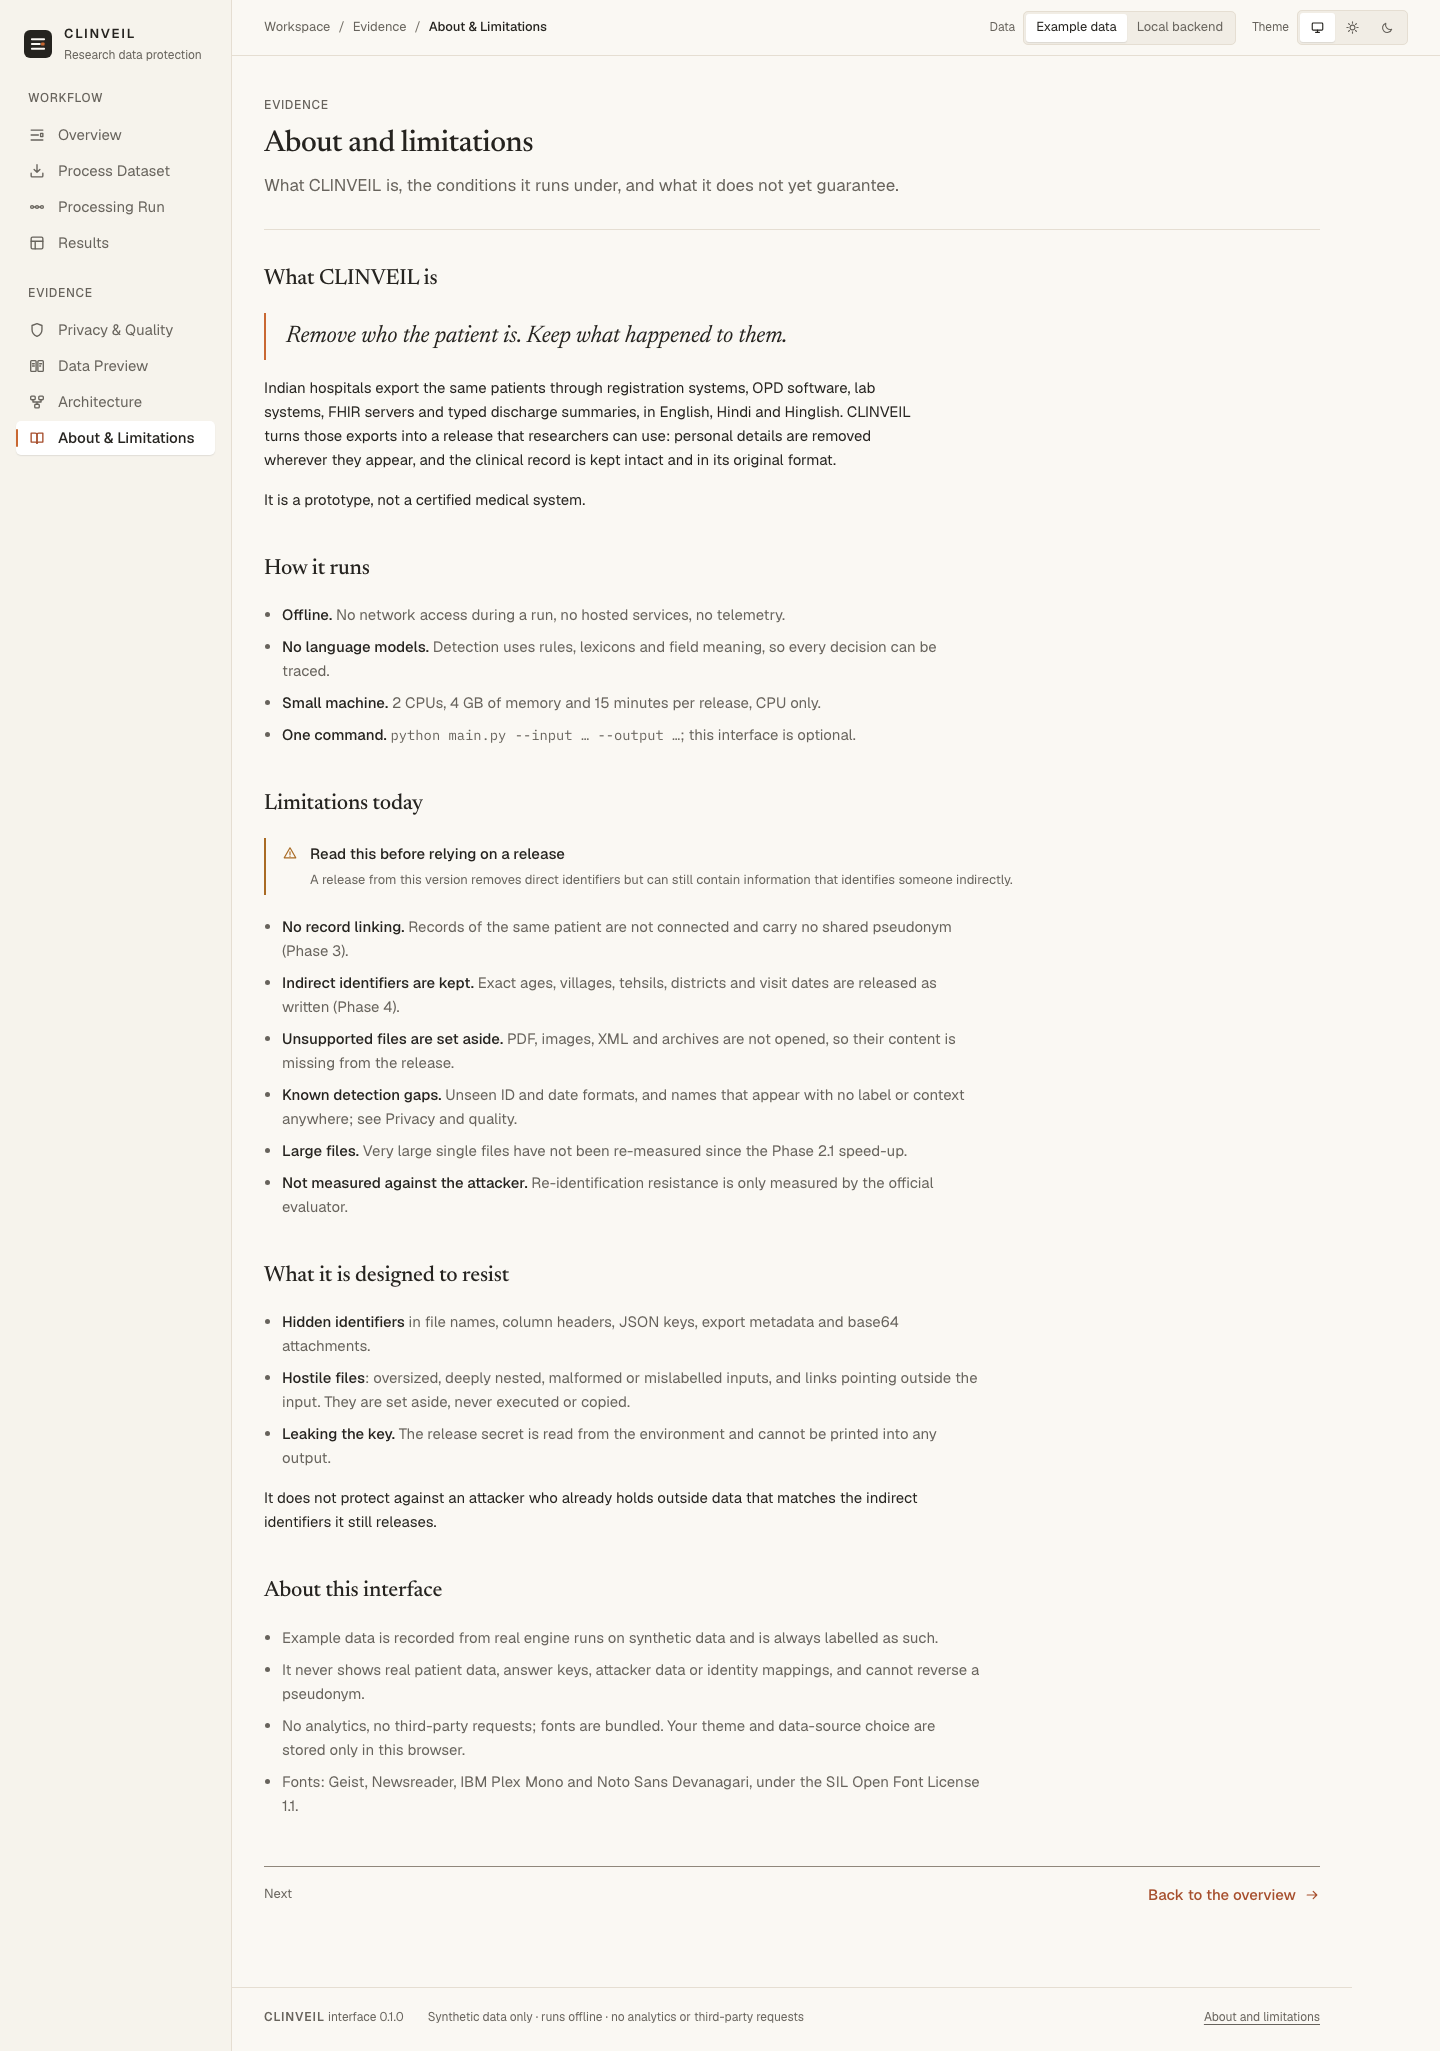 CLINVEIL
Research data protection
WORKFLOW
Overview
Process Dataset
Processing Run
Results
EVIDENCE
Privacy & Quality
Data Preview
Architecture
About & Limitations
Workspace / Evidence / About & Limitations
Data Example data Local backend Theme
EVIDENCE
About and limitations
What CLINVEIL is, the conditions it runs under, and what it does not yet guarantee.
What CLINVEIL is
Remove who the patient is. Keep what happened to them.
Indian hospitals export the same patients through registration systems, OPD software, lab
systems, FHIR servers and typed discharge summaries, in English, Hindi and Hinglish. CLINVEIL
turns those exports into a release that researchers can use: personal details are removed
wherever they appear, and the clinical record is kept intact and in its original format.
It is a prototype, not a certified medical system.
How it runs
• Offline. No network access during a run, no hosted services, no telemetry.
• No language models. Detection uses rules, lexicons and field meaning, so every decision can be
traced.
• Small machine. 2 CPUs, 4 GB of memory and 15 minutes per release, CPU only.
• One command. python main.py --input … --output …; this interface is optional.
Limitations today
Read this before relying on a release
A release from this version removes direct identifiers but can still contain information that identifies someone indirectly.
• No record linking. Records of the same patient are not connected and carry no shared pseudonym
(Phase 3).
• Indirect identifiers are kept. Exact ages, villages, tehsils, districts and visit dates are released as
written (Phase 4).
• Unsupported files are set aside. PDF, images, XML and archives are not opened, so their content is
missing from the release.
• Known detection gaps. Unseen ID and date formats, and names that appear with no label or context
anywhere; see Privacy and quality.
• Large files. Very large single files have not been re-measured since the Phase 2.1 speed-up.
• Not measured against the attacker. Re-identification resistance is only measured by the official
evaluator.
What it is designed to resist
• Hidden identifiers in file names, column headers, JSON keys, export metadata and base64
attachments.
• Hostile files: oversized, deeply nested, malformed or mislabelled inputs, and links pointing outside the
input. They are set aside, never executed or copied.
• Leaking the key. The release secret is read from the environment and cannot be printed into any
output.
It does not protect against an attacker who already holds outside data that matches the indirect
identifiers it still releases.
About this interface
• Example data is recorded from real engine runs on synthetic data and is always labelled as such.
• It never shows real patient data, answer keys, attacker data or identity mappings, and cannot reverse a
pseudonym.
• No analytics, no third-party requests; fonts are bundled. Your theme and data-source choice are
stored only in this browser.
• Fonts: Geist, Newsreader, IBM Plex Mono and Noto Sans Devanagari, under the SIL Open Font License
1.1.
Next Back to the overview →
CLINVEIL interface 0.1.0 Synthetic data only · runs offline · no analytics or third-party requests About and limitations